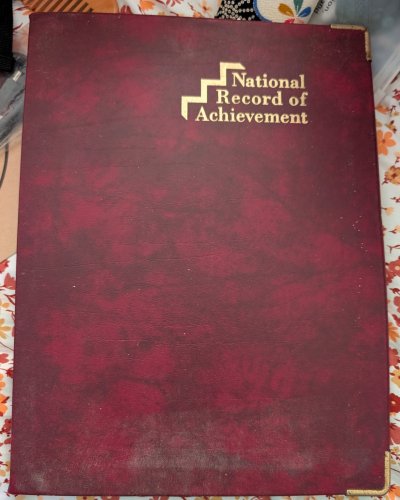 National
Record of
Achievement